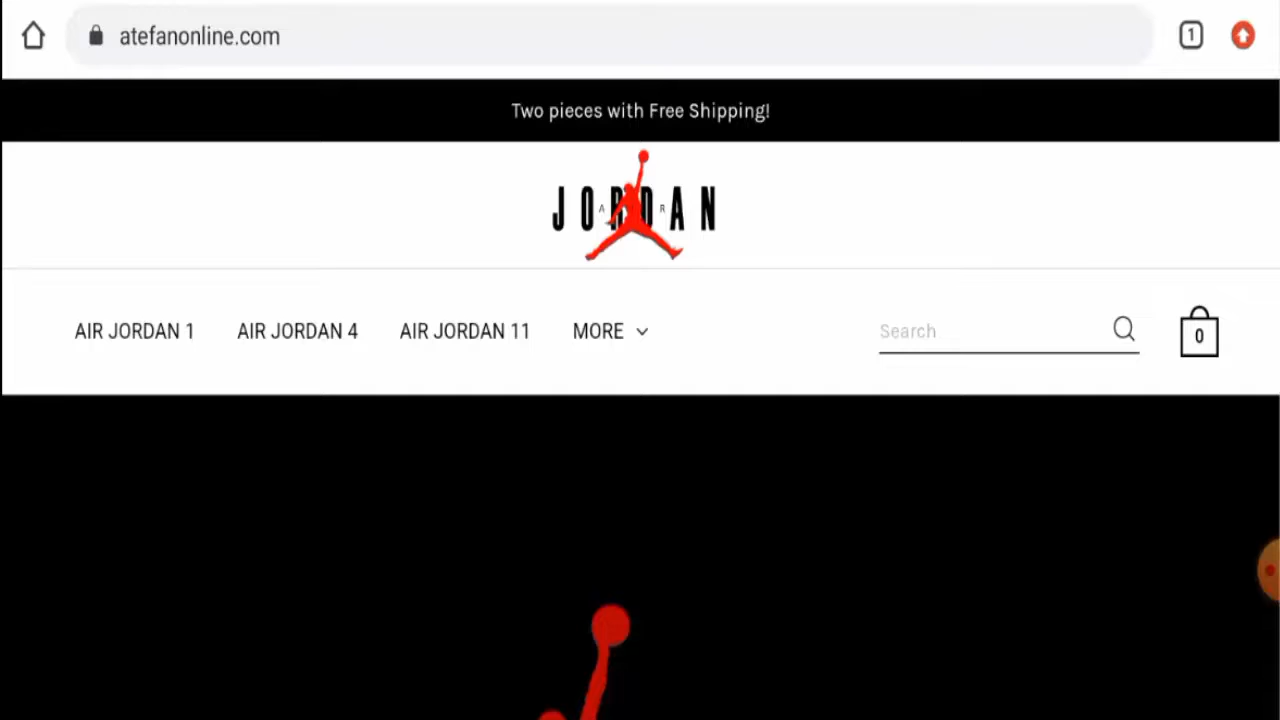 atefanonline.com
1
Two pieces with Free Shipping!
JORDAN
AIR
AIR JORDAN 1
AIR JORDAN 4
AIR JORDAN 11
MORE
Search
0